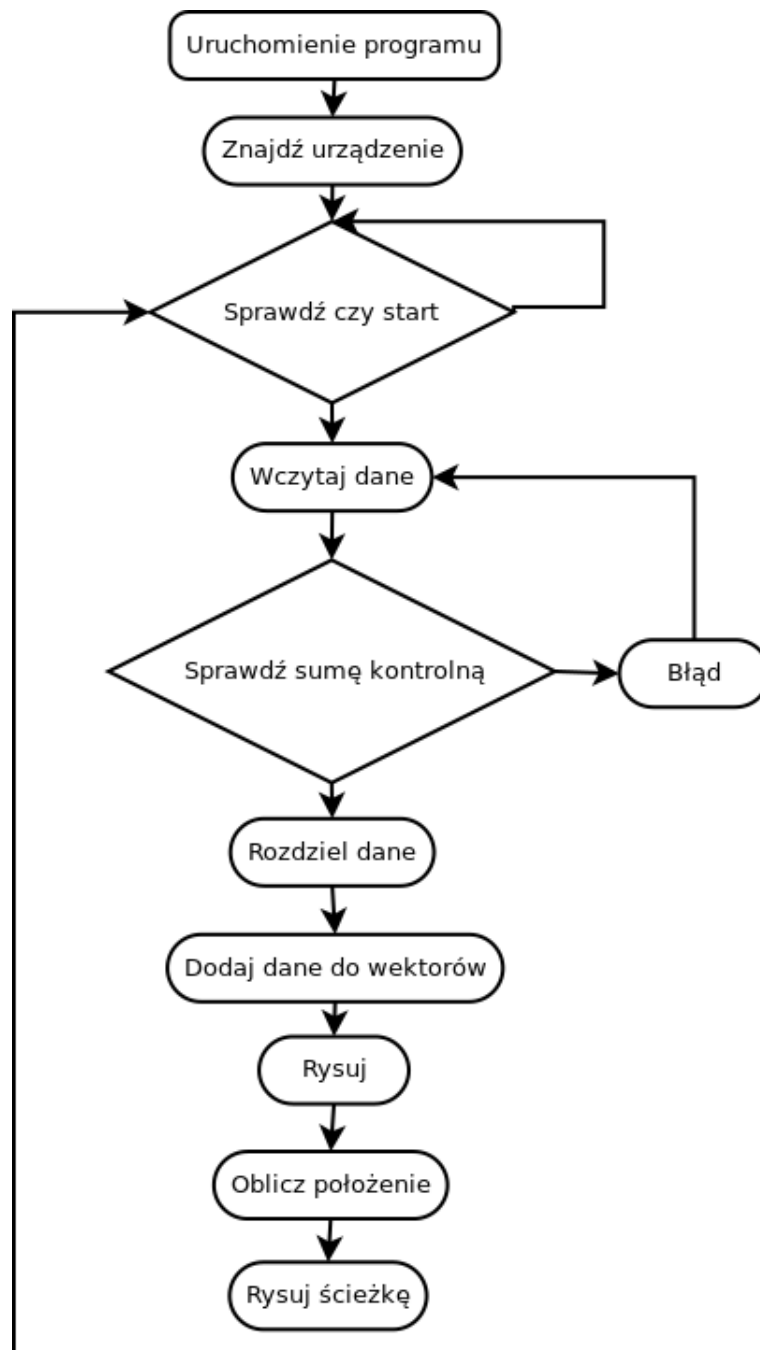 Uruchomienie programu
Znajdź urządzenie
Sprawdź czy start
Wczytaj dane
Sprawdź sumę kontrolną
Błąd
Rozdziel dane
Dodaj dane do wektorów
Rysuj
Oblicz położenie
Rysuj ścieżkę